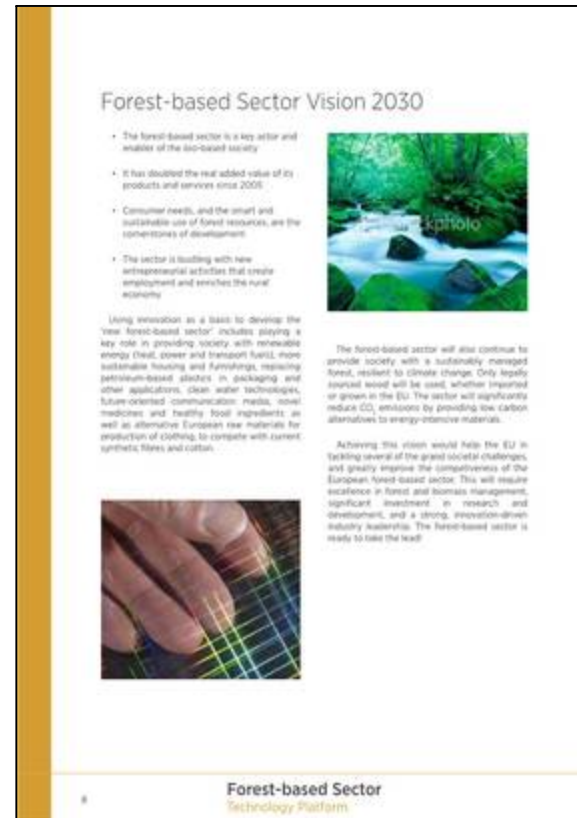 Forest-based Sector Vision 2030
• The forest-based sector is a key actor and
enabler of the bio-based society
• It has doubled the real added value of its
products and services since 2005
• Consumer needs, and the smart and
sustainable use of forest resources, are the
cornerstones of development
• The sector is bustling with new
entrepreneurial activities that create
employment and enriches the rural
economy
Using innovation as a basis to develop the
'new forest-based sector' includes playing a
key role in providing society with renewable
energy (heat, power and transport fuels), more
sustainable housing and furnishings, replacing
petroleum-based plastics in packaging and
other applications, clean water technologies,
future-oriented communication media, novel
medicines and healthy food ingredients as
well as alternative European raw materials for
production of clothing, to compete with current
synthetic fibres and cotton.
The forest-based sector will also continue to
provide society with a sustainably managed
forest, resilient to climate change. Only legally
sourced wood will be used, whether imported
or grown in the EU. The sector will significantly
reduce CO₂ emissions by providing low carbon
alternatives to energy-intensive materials.
Achieving this vision would help the EU in
tackling several of the grand societal challenges,
and greatly improve the competiveness of the
European forest-based sector. This will require
excellence in forest and biomass management,
significant investment in research and
development, and a strong, innovation-driven
industry leadership. The forest-based sector is
ready to take the lead!
Forest-based Sector
Technology Platform